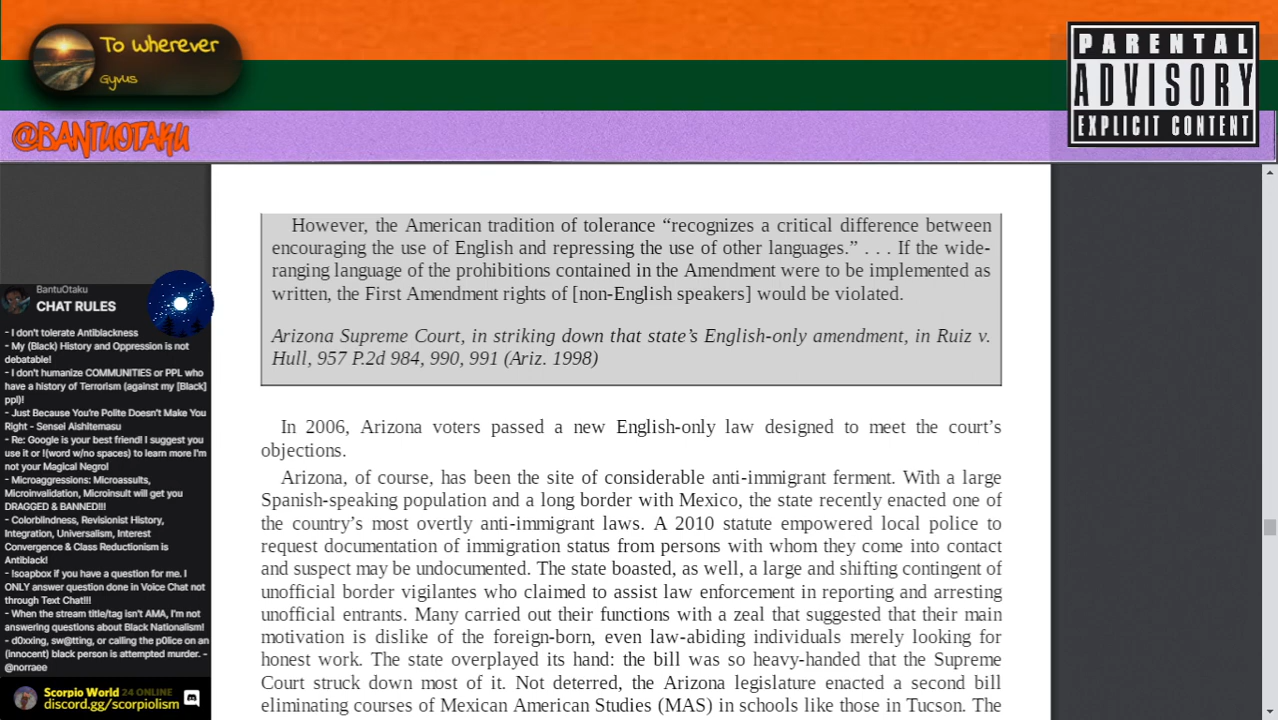 To wherever
Gyvus
PARENTAL
ADVISORY
EXPLICIT CONTENT
@BANTUOTAKU
However, the American tradition of tolerance “recognizes a critical difference between
encouraging the use of English and repressing the use of other languages.” . . . If the wide-
ranging language of the prohibitions contained in the Amendment were to be implemented as
written, the First Amendment rights of [non-English speakers] would be violated.
Arizona Supreme Court, in striking down that state’s English-only amendment, in Ruiz v.
Hull, 957 P.2d 984, 990, 991 (Ariz. 1998)
In 2006, Arizona voters passed a new English-only law designed to meet the court’s
objections.
Arizona, of course, has been the site of considerable anti-immigrant ferment. With a large
Spanish-speaking population and a long border with Mexico, the state recently enacted one of
the country’s most overtly anti-immigrant laws. A 2010 statute empowered local police to
request documentation of immigration status from persons with whom they come into contact
and suspect may be undocumented. The state boasted, as well, a large and shifting contingent of
unofficial border vigilantes who claimed to assist law enforcement in reporting and arresting
unofficial entrants. Many carried out their functions with a zeal that suggested that their main
motivation is dislike of the foreign-born, even law-abiding individuals merely looking for
honest work. The state overplayed its hand: the bill was so heavy-handed that the Supreme
Court struck down most of it. Not deterred, the Arizona legislature enacted a second bill
eliminating courses of Mexican American Studies (MAS) in schools like those in Tucson. The
BantuOtaku
CHAT RULES
- I don't tolerate Antiblackness
- My (Black) History and Oppression is not
debatable!
- I don't humanize COMMUNITIES or PPL who
have a history of Terrorism (against my [Black]
ppl)!
- Just Because You're Polite Doesn't Make You
Right - Sensei Aishitemasu
- Re: Google is your best friend! I suggest you
use it or !(word w/no spaces) to learn more I'm
not your Magical Negro!
- Microaggressions: Microassults,
Microinvalidation, Microinsult will get you
DRAGGED & BANNED!!!
- Colorblindness, Revisionist History,
Integration, Universalism, Interest
Convergence & Class Reductionism is
Antiblack!
- !soapbox if you have a question for me. I
ONLY answer question done in Voice Chat not
through Text Chat!!!
- When the stream title/tag isn't AMA, I'm not
answering questions about Black Nationalism!
- d0xxing, sw@tting, or calling the p0lice on an
(innocent) black person is attempted murder. -
@norraee
Scorpio World 24 ONLINE
discord.gg/scorpiolism